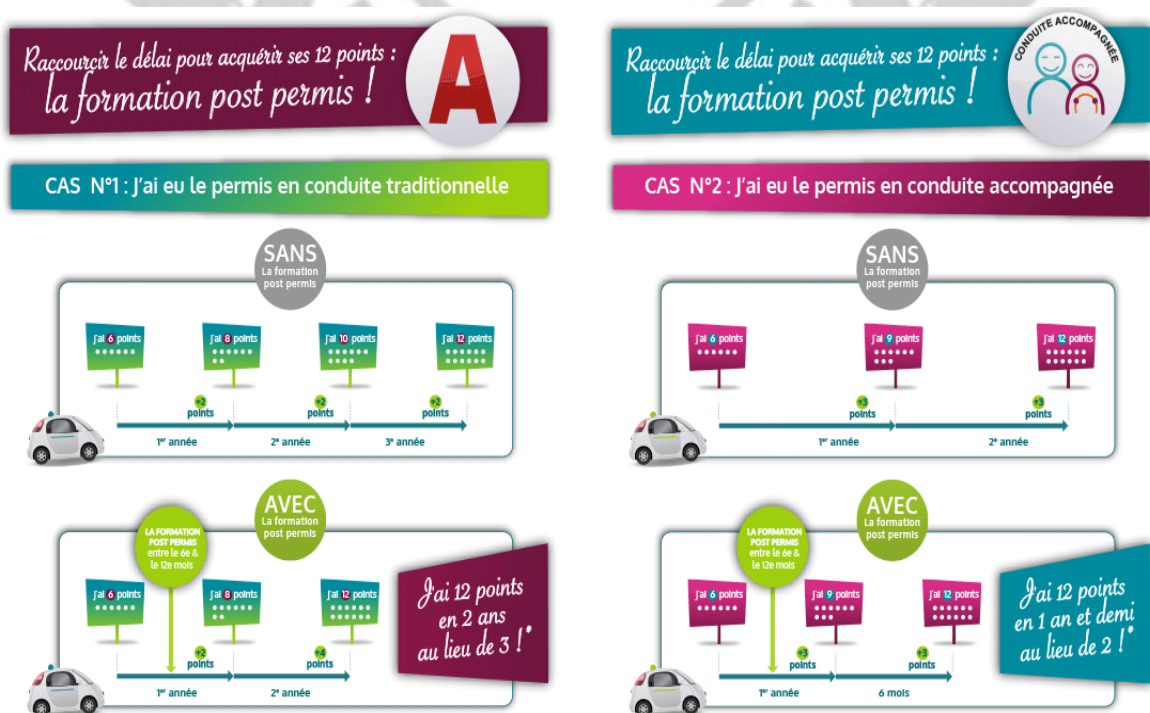 Raccourcir le délai pour acquérir ses 12 points :
la formation post permis !
A
CAS N°1 : J'ai eu le permis en conduite traditionnelle
SANS
La formation
post permis
J'ai 6 points
J'ai 8 points
J'ai 10 points
J'ai 12 points
+2
points
+2
points
+2
points
1re année
2e année
3e année
AVEC
La formation
post permis
LA FORMATION
POST PERMIS
entre le 6e &
le 12e mois
J'ai 6 points
J'ai 8 points
J'ai 12 points
+2
points
+4
points
1re année
2e année
J'ai 12 points
en 2 ans
au lieu de 3 !*
Raccourcir le délai pour acquérir ses 12 points :
la formation post permis !
CONDUITE ACCOMPAGNÉE
CAS N°2 : J'ai eu le permis en conduite accompagnée
SANS
La formation
post permis
J'ai 6 points
J'ai 9 points
J'ai 12 points
+3
points
+3
points
1re année
2e année
AVEC
La formation
post permis
LA FORMATION
POST PERMIS
entre le 6e &
le 12e mois
J'ai 6 points
J'ai 9 points
J'ai 12 points
+3
points
+3
points
1re année
6 mois
J'ai 12 points
en 1 an et demi
au lieu de 2 !*